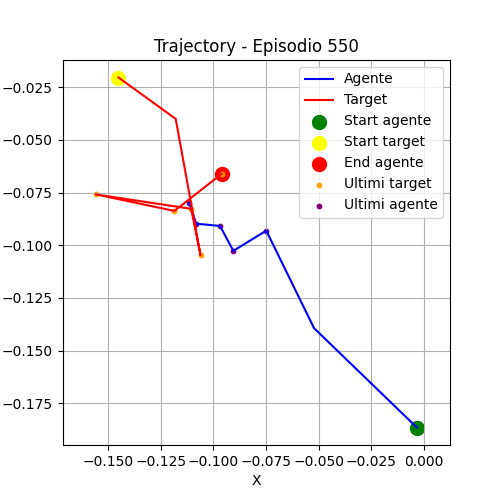 Trajectory - Episodio 550
Agente
Target
Start agente
Start target
End agente
Ultimi target
Ultimi agente
−0.025
−0.050
−0.075
−0.100
−0.125
−0.150
−0.175
−0.150 −0.125 −0.100 −0.075 −0.050 −0.025 0.000
X